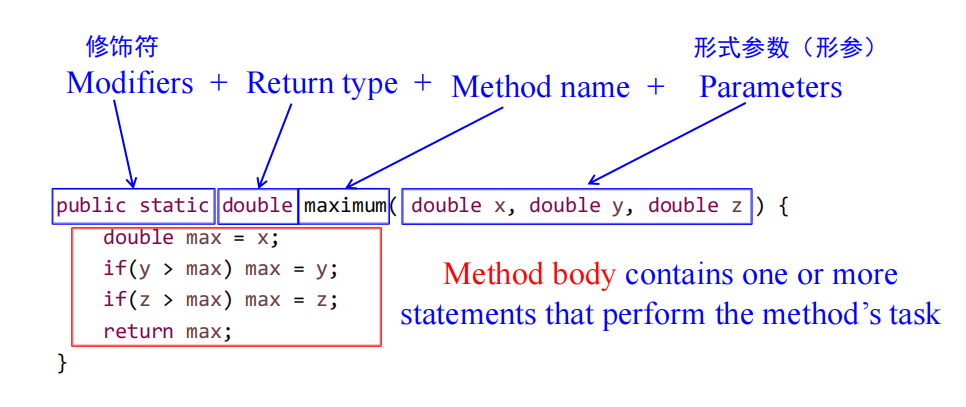 修饰符 形式参数（形参）
Modifiers + Return type + Method name + Parameters
public static double maximum( double x, double y, double z ) {
double max = x;
if(y > max) max = y;
if(z > max) max = z;
return max;
}
Method body contains one or more
statements that perform the method’s task